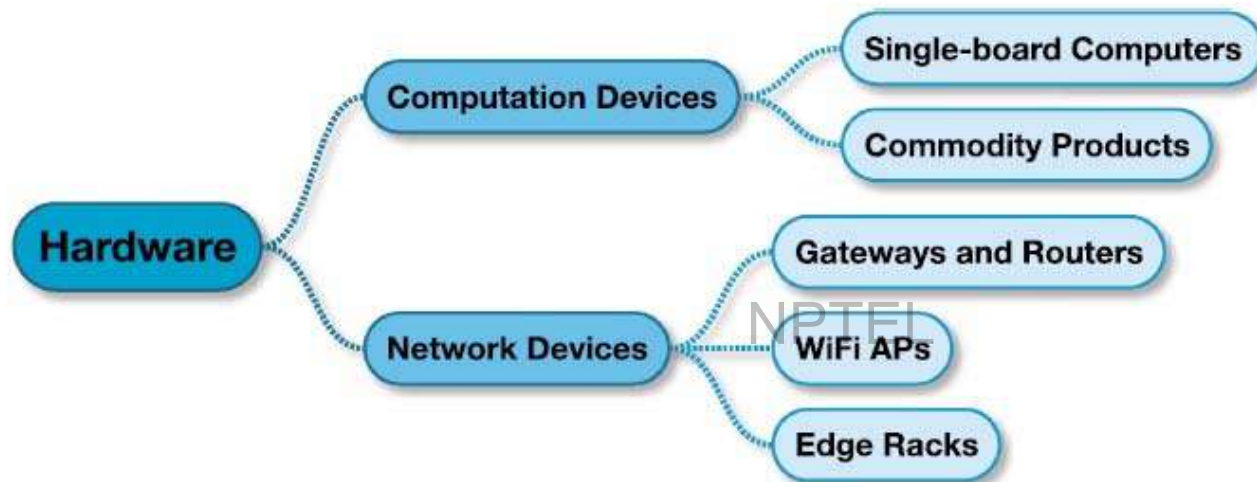 Single-board Computers
Computation Devices
Commodity Products
Hardware
Gateways and Routers
NPTEL
Network Devices
WiFi APs
Edge Racks